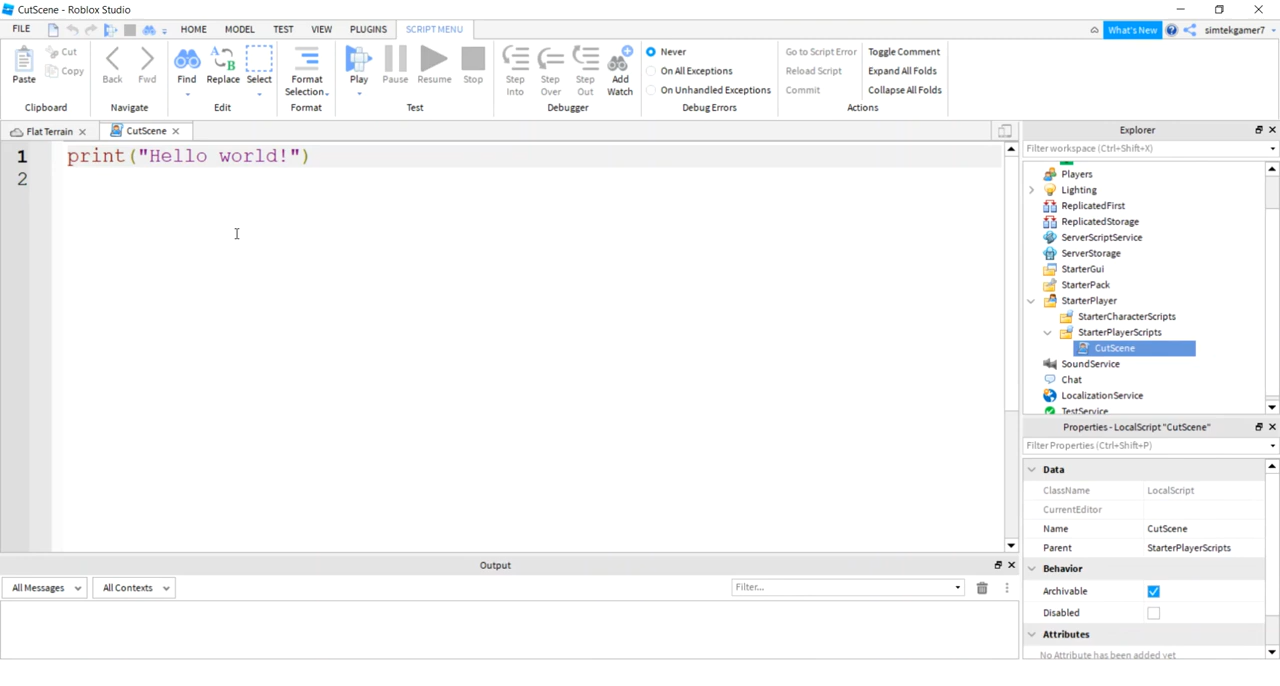 CutScene - Roblox Studio
FILE HOME MODEL TEST VIEW PLUGINS SCRIPT MENU What's New simtekgamer7
Paste Cut Copy Back Fwd Find Replace Select Format Selection Play Pause Resume Stop Step Into Step Over Step Out Add Watch Never On All Exceptions On Unhandled Exceptions Go to Script Error Reload Script Commit Toggle Comment Expand All Folds Collapse All Folds
Clipboard Navigate Edit Format Test Debugger Debug Errors Actions
Flat Terrain CutScene
1 print("Hello world!")
2
Explorer
Filter workspace (Ctrl+Shift+X)
Players
Lighting
ReplicatedFirst
ReplicatedStorage
ServerScriptService
ServerStorage
StarterGui
StarterPack
StarterPlayer
StarterCharacterScripts
StarterPlayerScripts
CutScene
SoundService
Chat
LocalizationService
TestService
Properties - LocalScript "CutScene"
Filter Properties (Ctrl+Shift+P)
Data
ClassName LocalScript
CurrentEditor
Name CutScene
Parent StarterPlayerScripts
Behavior
Archivable
Disabled
Attributes
No Attribute has been added yet
Output
All Messages All Contexts Filter...